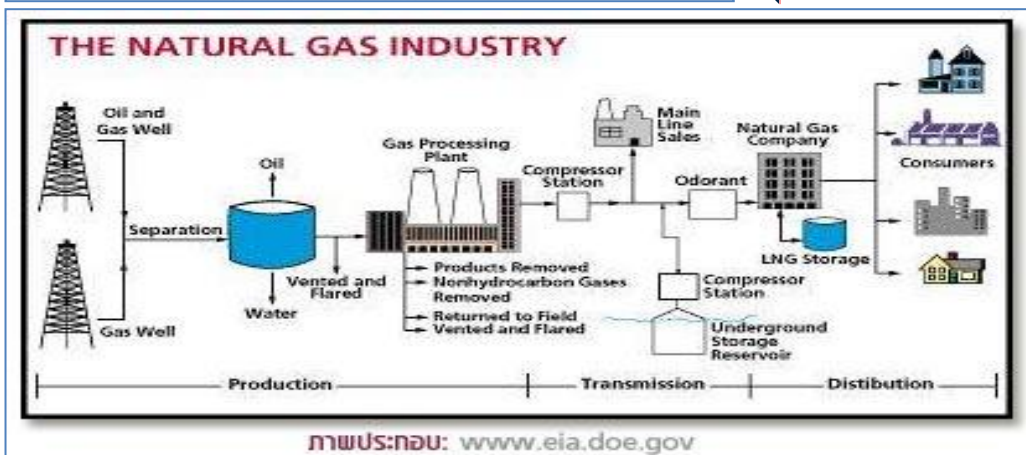 THE NATURAL GAS INDUSTRY
Oil and
Gas Well
Gas Well
Separation
Oil
Water
Vented and
Flared
Gas Processing
Plant
Products Removed
Nonhydrocarbon Gases
Removed
Returned to Field
Vented and Flared
Compressor
Station
Main
Line
Sales
Odorant
Compressor
Station
Underground
Storage
Reservoir
Natural Gas
Company
LNG Storage
Consumers
Production
Transmission
Distibution
ภาพประกอบ: www.eia.doe.gov